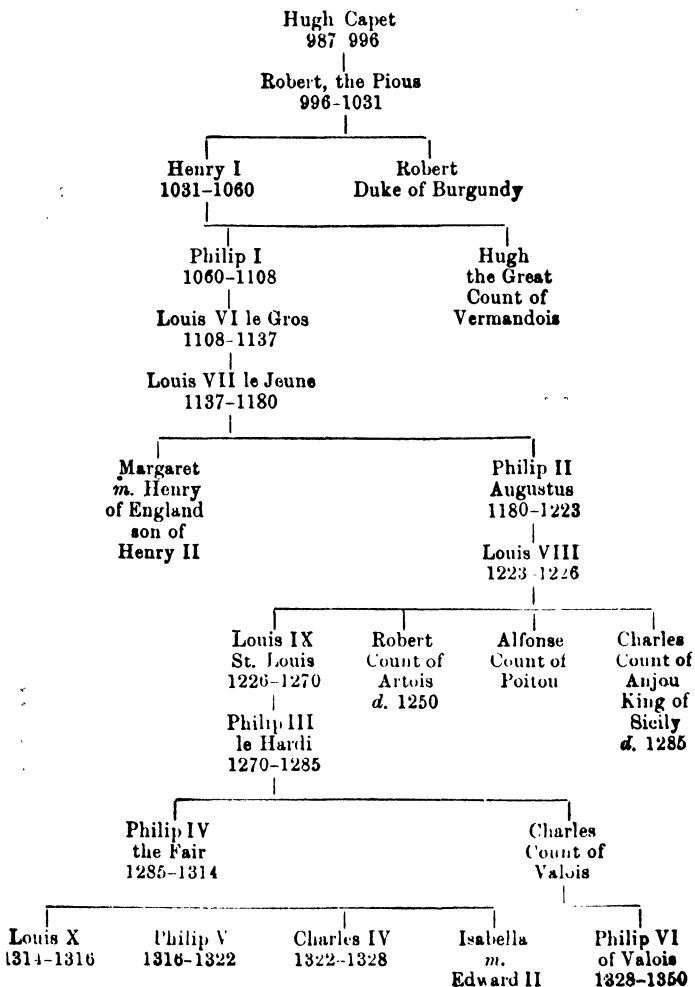 Hugh Capet
987 996
Robert, the Pious
996-1031
Henry I
1031-1060
Robert
Duke of Burgundy
Philip I
1060-1108
Hugh
the Great
Count of
Vermandois
Louis VI le Gros
1108-1137
Louis VII le Jeune
1137-1180
Margaret
m. Henry
of England
son of
Henry II
Philip II
Augustus
1180-1223
Louis VIII
1223-1226
Louis IX
St. Louis
1226-1270
Robert
Count of
Artois
d. 1250
Alfonse
Count of
Poitou
Charles
Count of
Anjou
King of
Sicily
d. 1285
Philip III
le Hardi
1270-1285
Philip IV
the Fair
1285-1314
Charles
Count of
Valois
Louis X
1314-1316
Philip V
1316-1322
Charles IV
1322-1328
Isabella
m.
Edward II
Philip VI
of Valois
1328-1350